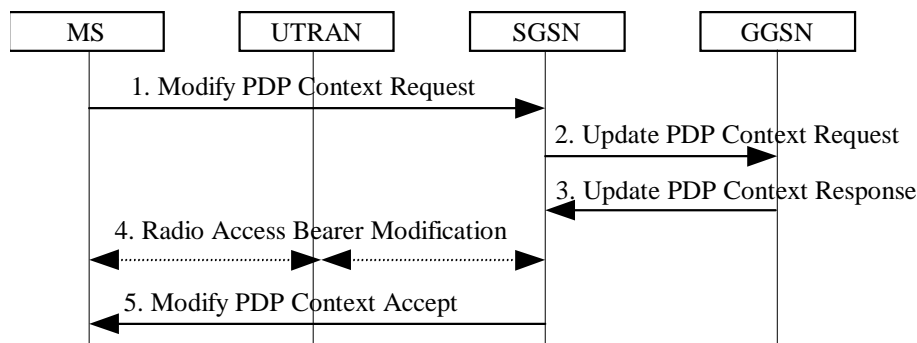 MS UTRAN SGSN GGSN
1. Modify PDP Context Request
2. Update PDP Context Request
3. Update PDP Context Response
4. Radio Access Bearer Modification
5. Modify PDP Context Accept